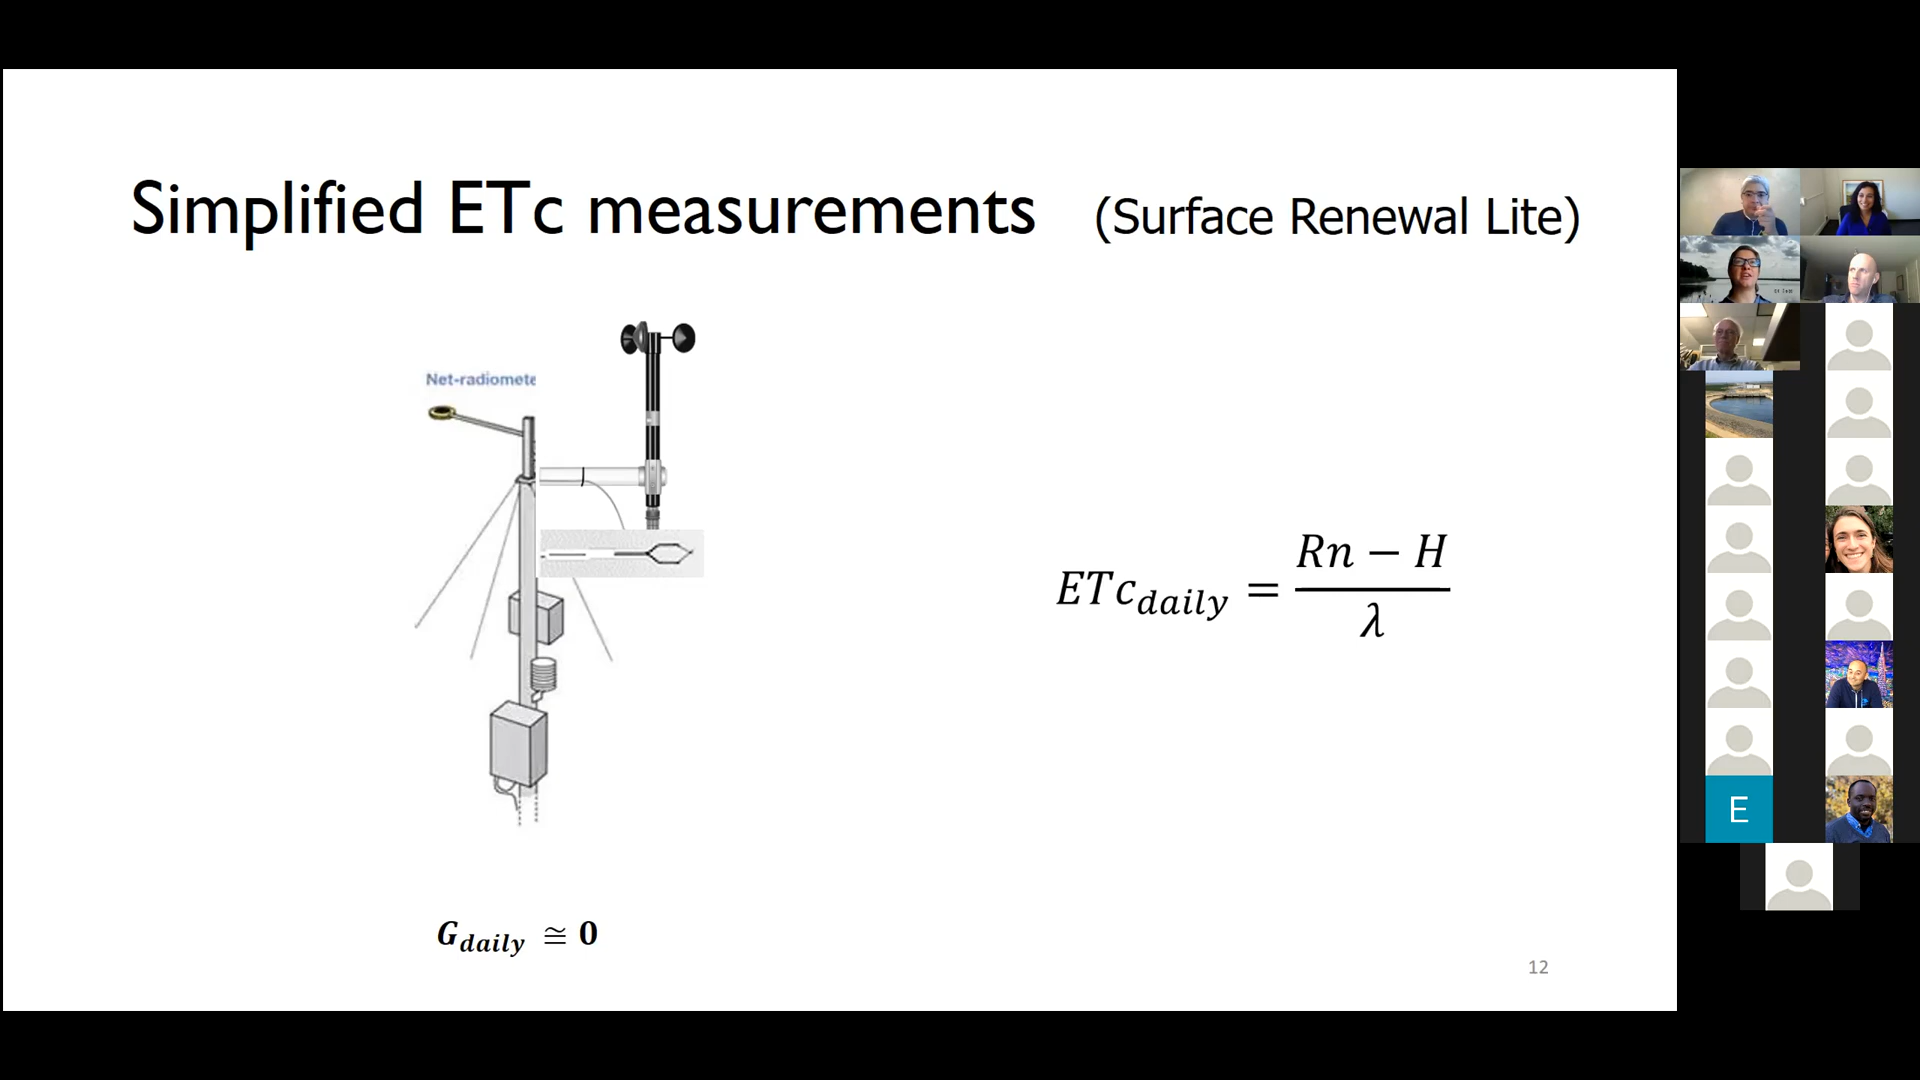 Simplified ETc measurements (Surface Renewal Lite)
Net-radiomete
ETc_daily = (Rn − H) / λ
G_daily ≅ 0
12
E